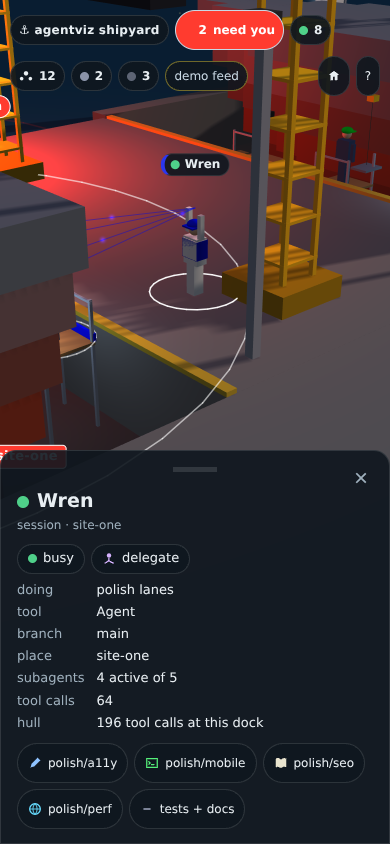 ⚓ agentviz shipyard
2 need you
8
12
2
3
demo feed
?
Wren
site-one
Wren
session · site-one
busy
delegate
doing polish lanes
tool Agent
branch main
place site-one
subagents 4 active of 5
tool calls 64
hull 196 tool calls at this dock
polish/a11y
polish/mobile
polish/seo
polish/perf
tests + docs